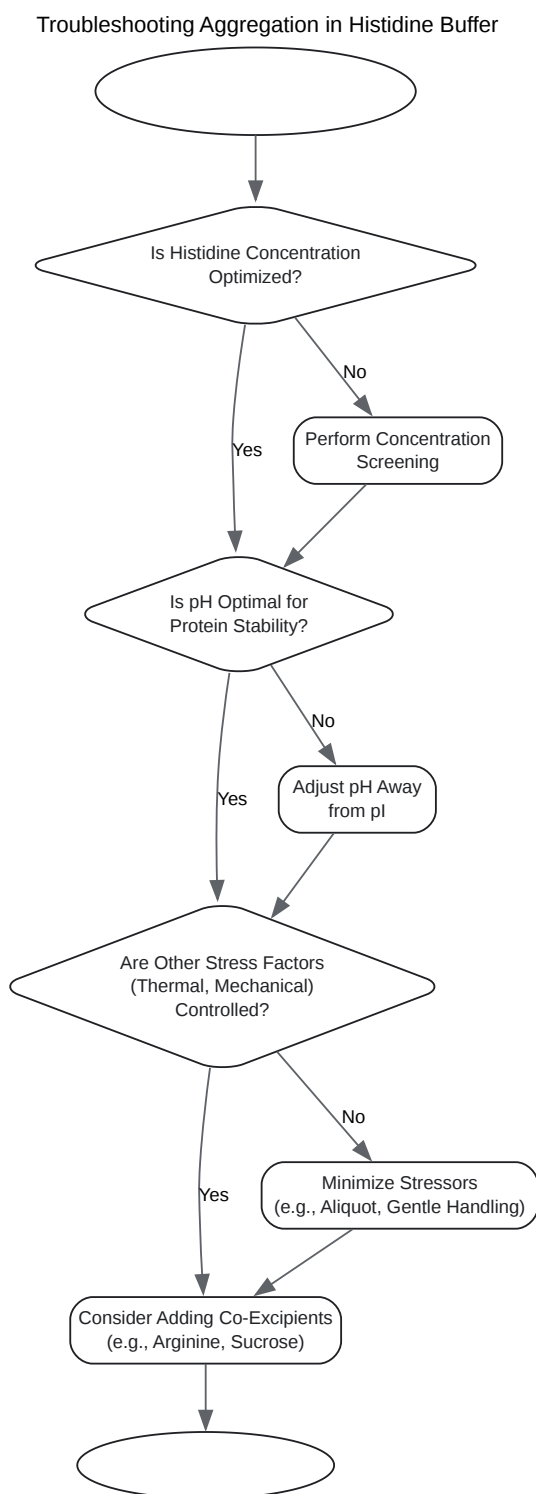 Troubleshooting Aggregation in Histidine Buffer
Is Histidine Concentration
Optimized?
No
Yes
Perform Concentration
Screening
Is pH Optimal for
Protein Stability?
No
Yes
Adjust pH Away
from pI
Are Other Stress Factors
(Thermal, Mechanical)
Controlled?
No
Yes
Minimize Stressors
(e.g., Aliquot, Gentle Handling)
Consider Adding Co-Excipients
(e.g., Arginine, Sucrose)